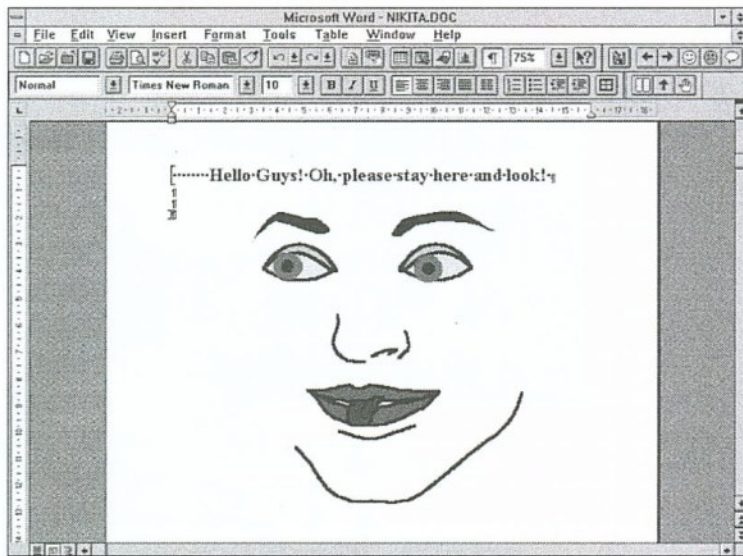 Microsoft Word - NIKITA.DOC
File Edit View Insert Format Tools Table Window Help
75%
Normal Times New Roman 10 B I U
Hello Guys! Oh, please stay here and look!